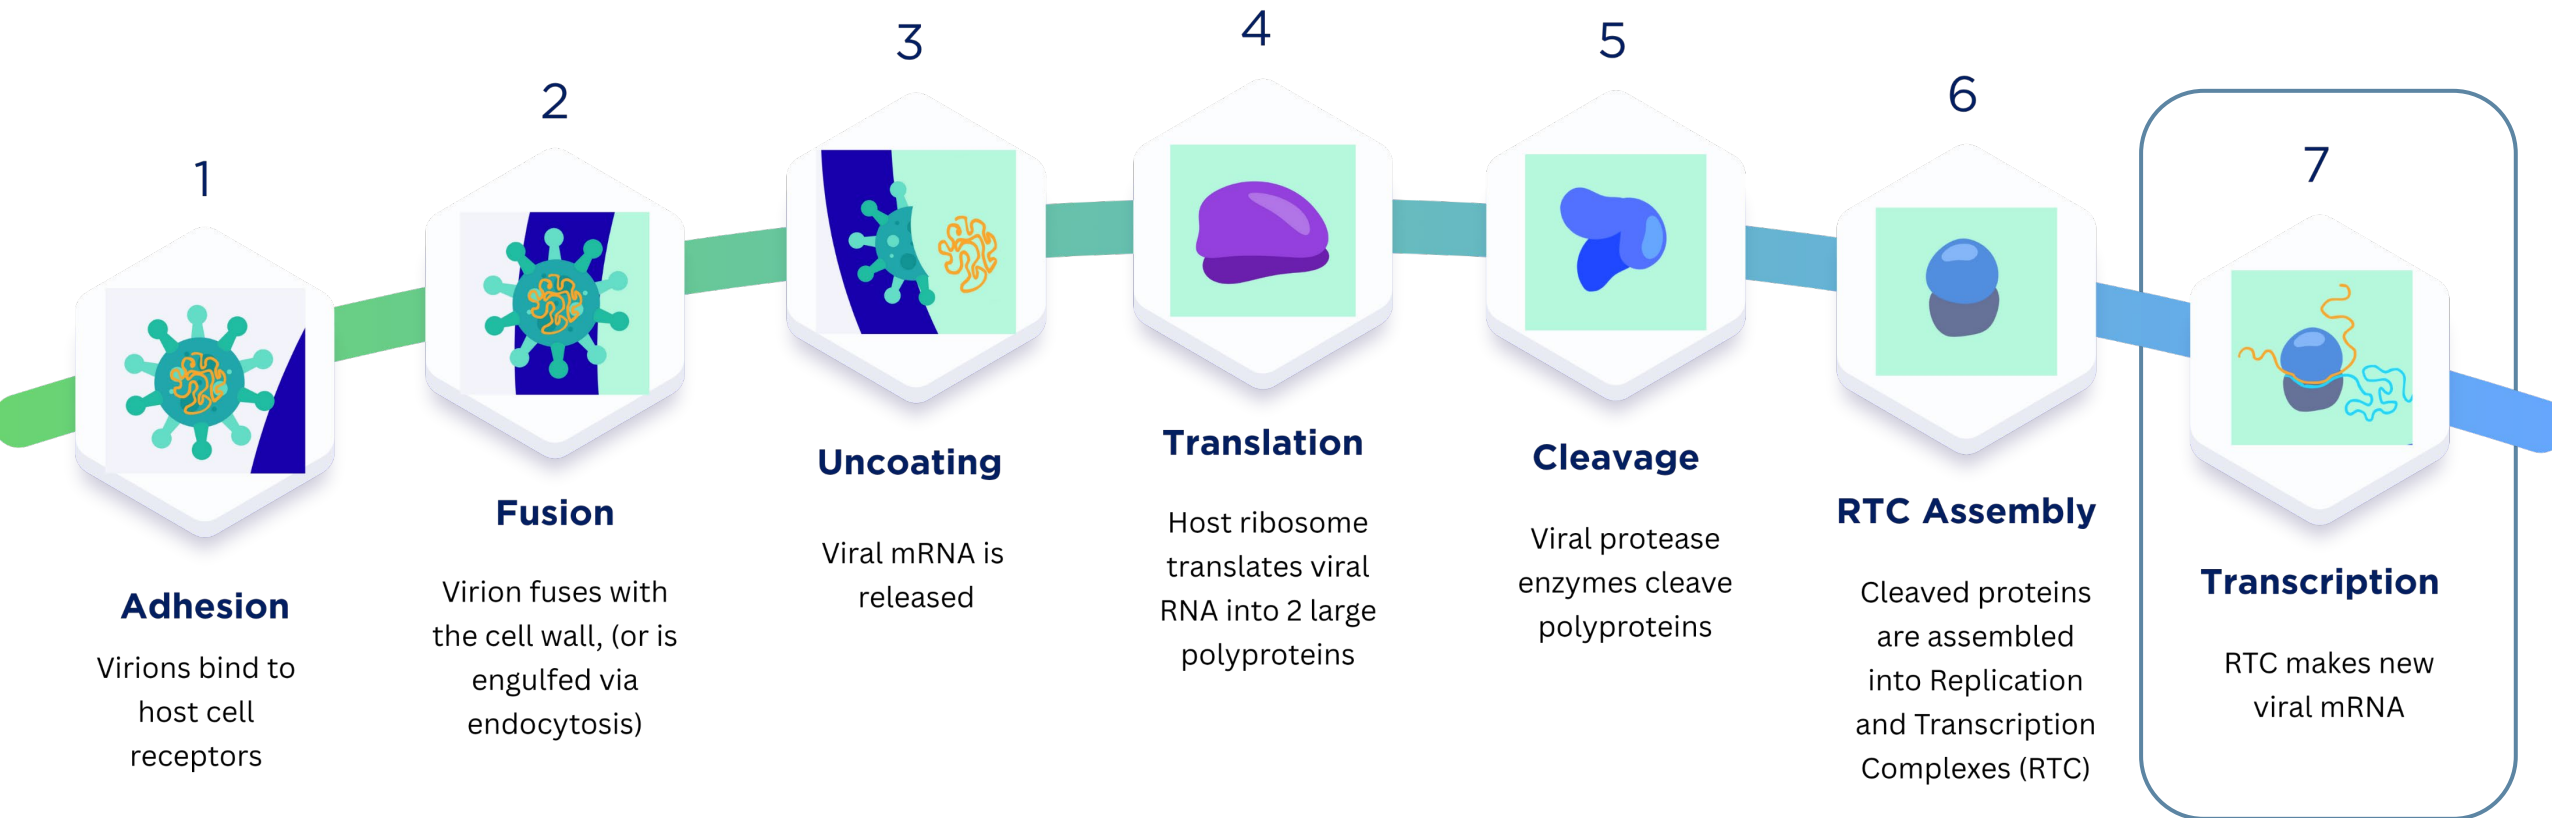 1
Adhesion
Virions bind to
host cell
receptors
2
Fusion
Virion fuses with
the cell wall, (or is
engulfed via
endocytosis)
3
Uncoating
Viral mRNA is
released
4
Translation
Host ribosome
translates viral
RNA into 2 large
polyproteins
5
Cleavage
Viral protease
enzymes cleave
polyproteins
6
RTC Assembly
Cleaved proteins
are assembled
into Replication
and Transcription
Complexes (RTC)
7
Transcription
RTC makes new
viral mRNA